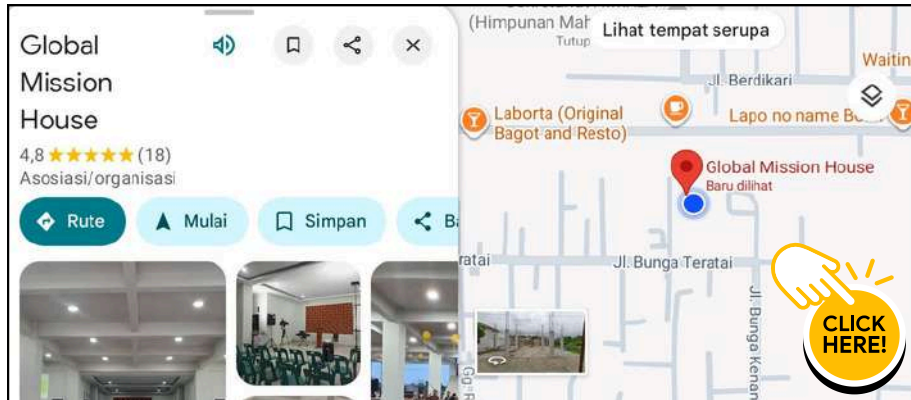 Global
Mission
House
4,8 (18)
Asosiasi/organisasi
Rute
Mulai
Simpan
(Himpunan Mah
Tutup
Lihat tempat serupa
Waitin
Jl. Berdikari
Laborta (Original
Bagot and Resto)
Lapo no name
Global Mission House
Baru dilihat
ratai
Jl. Bunga Teratai
Jl. Bunga Kenan
CLICK
HERE!